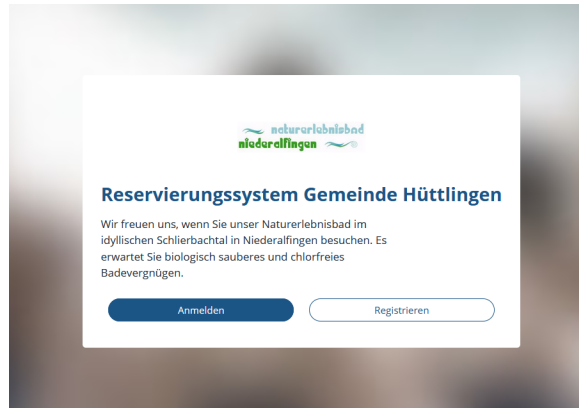 naturerlebnisbad
niederalfingen
Reservierungssystem Gemeinde Hüttlingen
Wir freuen uns, wenn Sie unser Naturerlebnisbad im
idyllischen Schlierbachtal in Niederalfingen besuchen. Es
erwartet Sie biologisch sauberes und chlorfreies
Badevergnügen.
Anmelden Registrieren